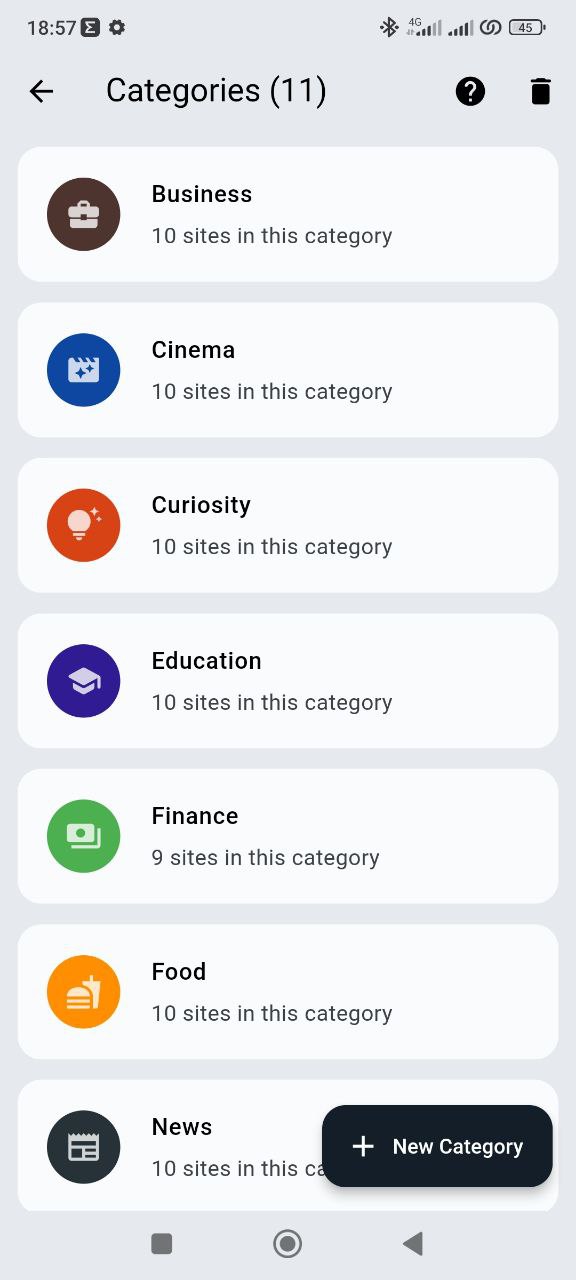 18:57 Σ 4G 45
Categories (11)
Business
10 sites in this category
Cinema
10 sites in this category
Curiosity
10 sites in this category
Education
10 sites in this category
Finance
9 sites in this category
Food
10 sites in this category
News
10 sites in this ca
+ New Category